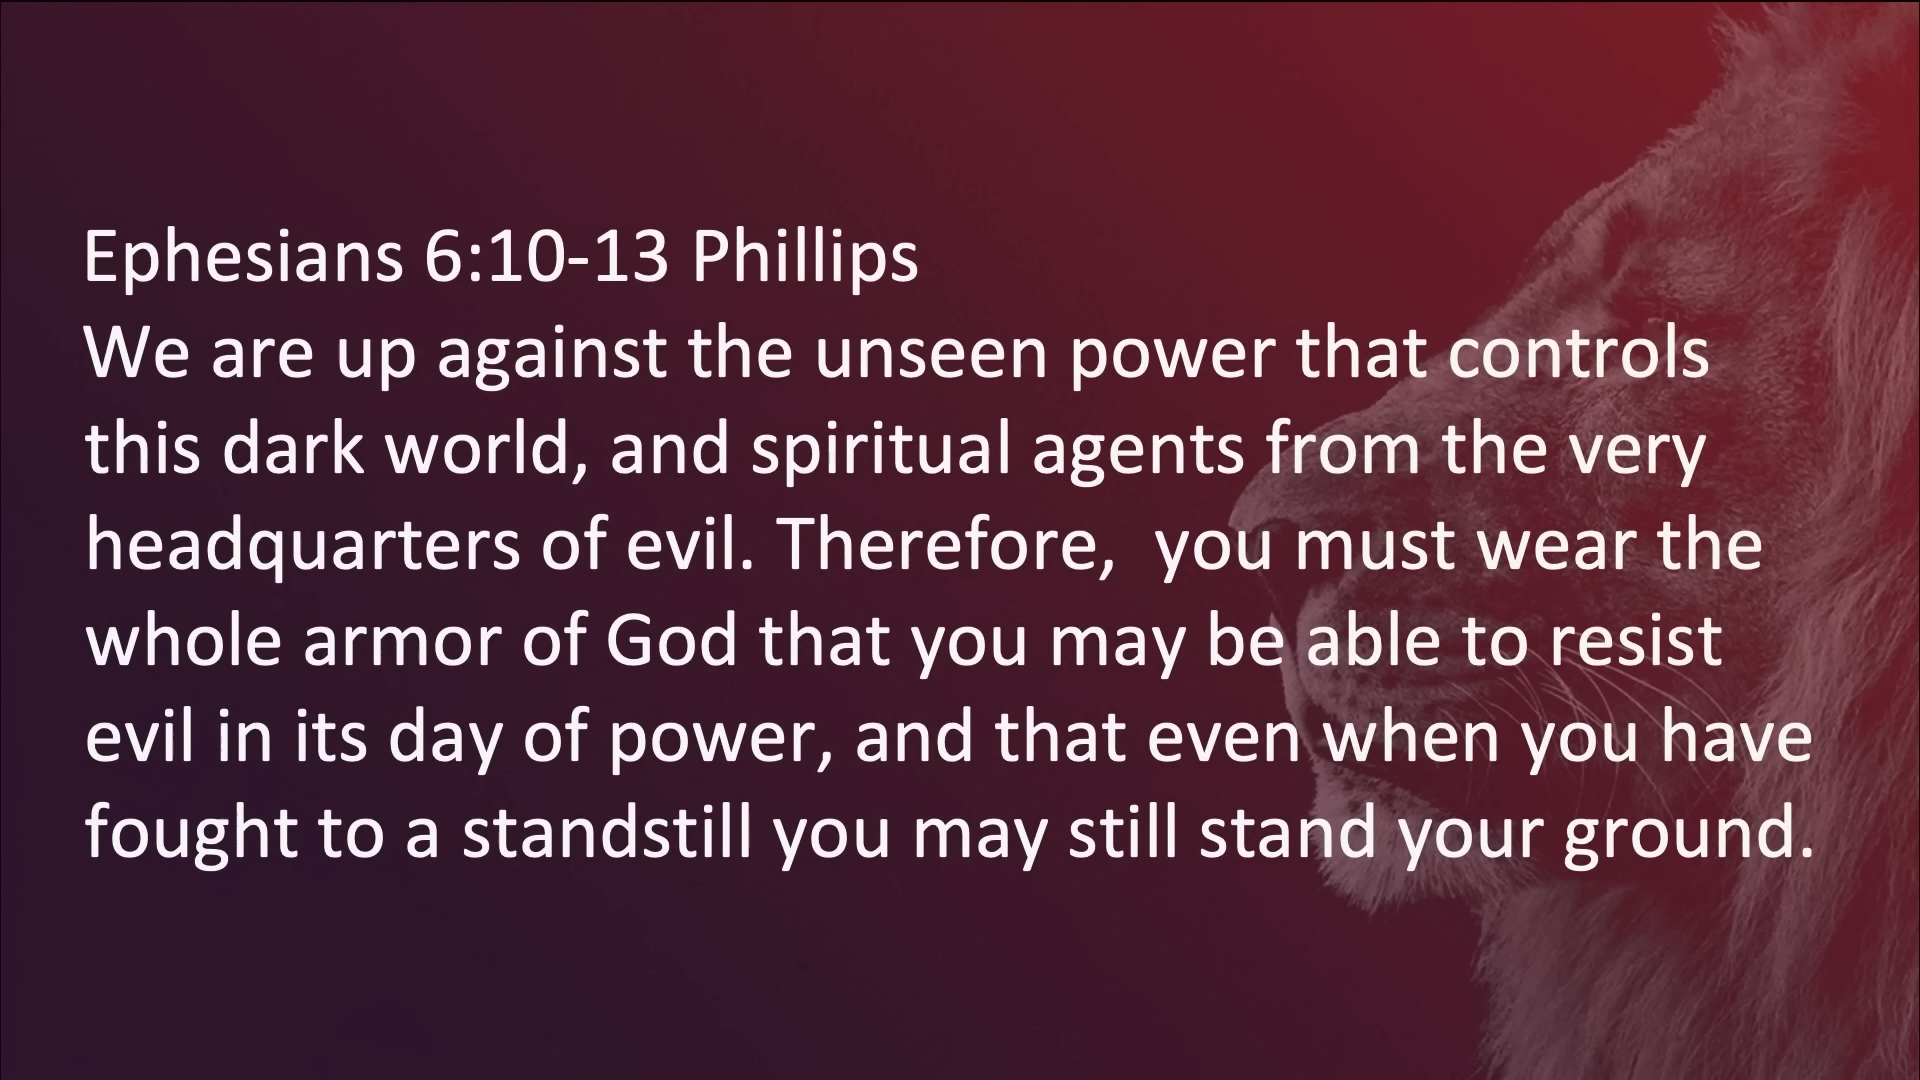 Ephesians 6:10-13 Phillips
We are up against the unseen power that controls
this dark world, and spiritual agents from the very
headquarters of evil. Therefore,  you must wear the
whole armor of God that you may be able to resist
evil in its day of power, and that even when you have
fought to a standstill you may still stand your ground.